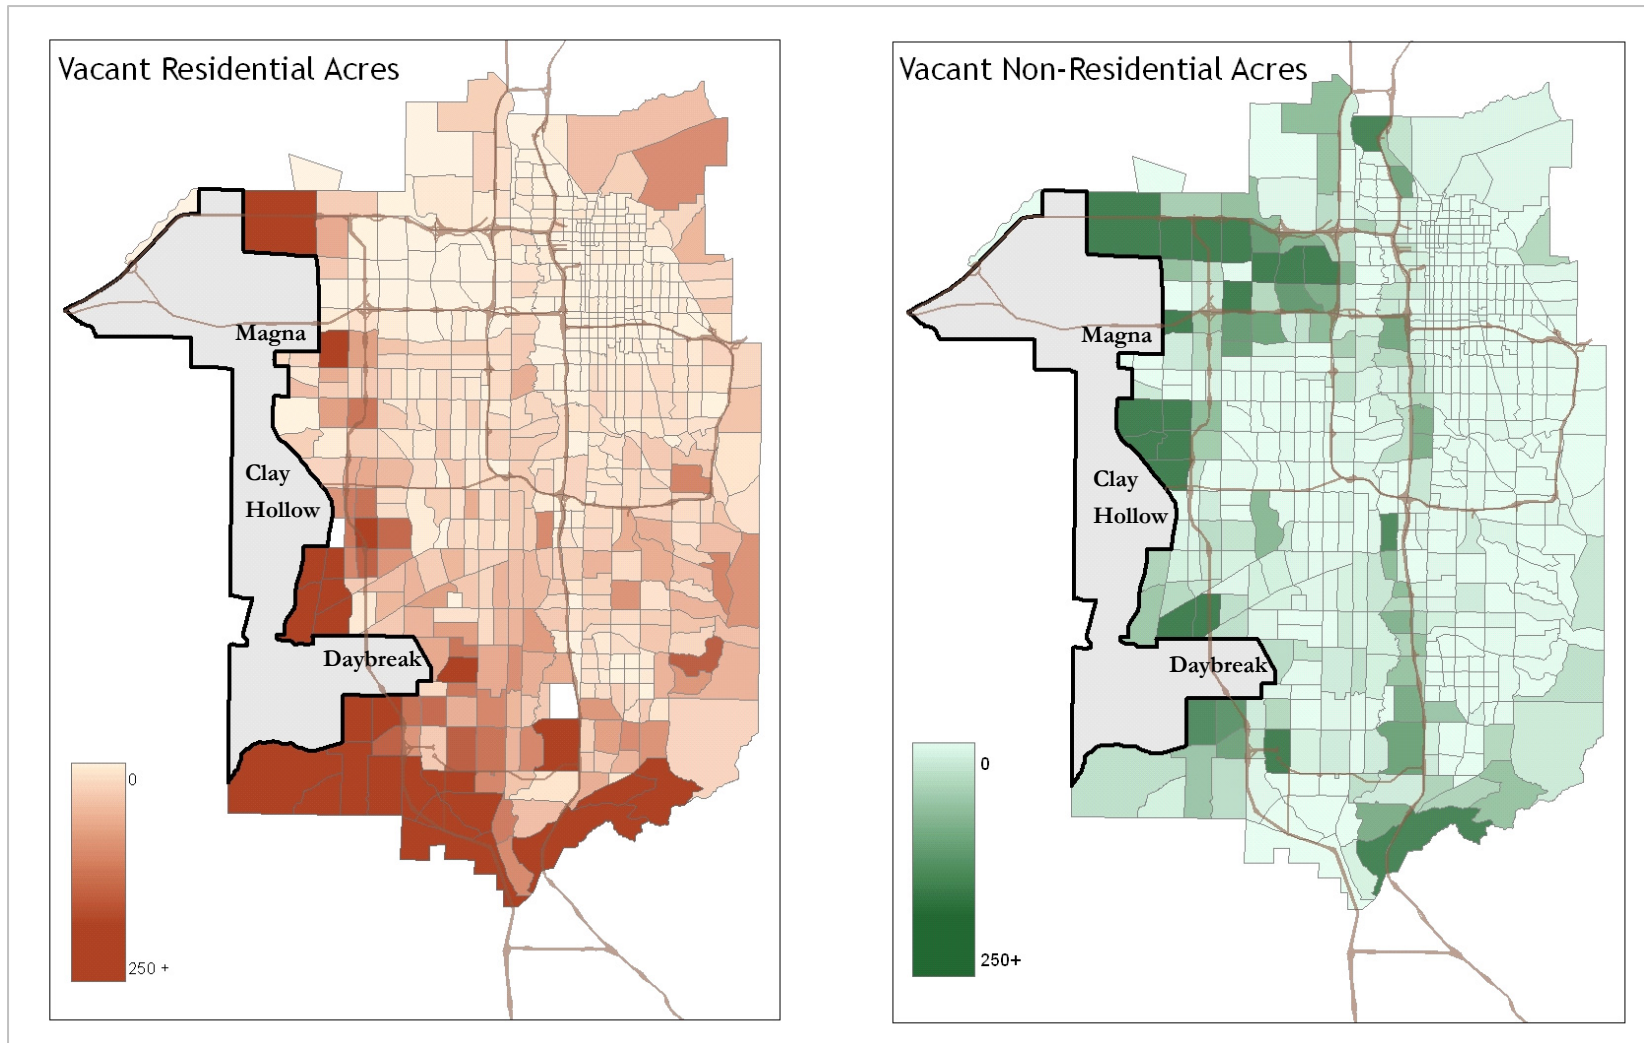 Vacant Residential Acres
Magna
Clay
Hollow
Daybreak
0
250 +
Vacant Non-Residential Acres
Magna
Clay
Hollow
Daybreak
0
250+